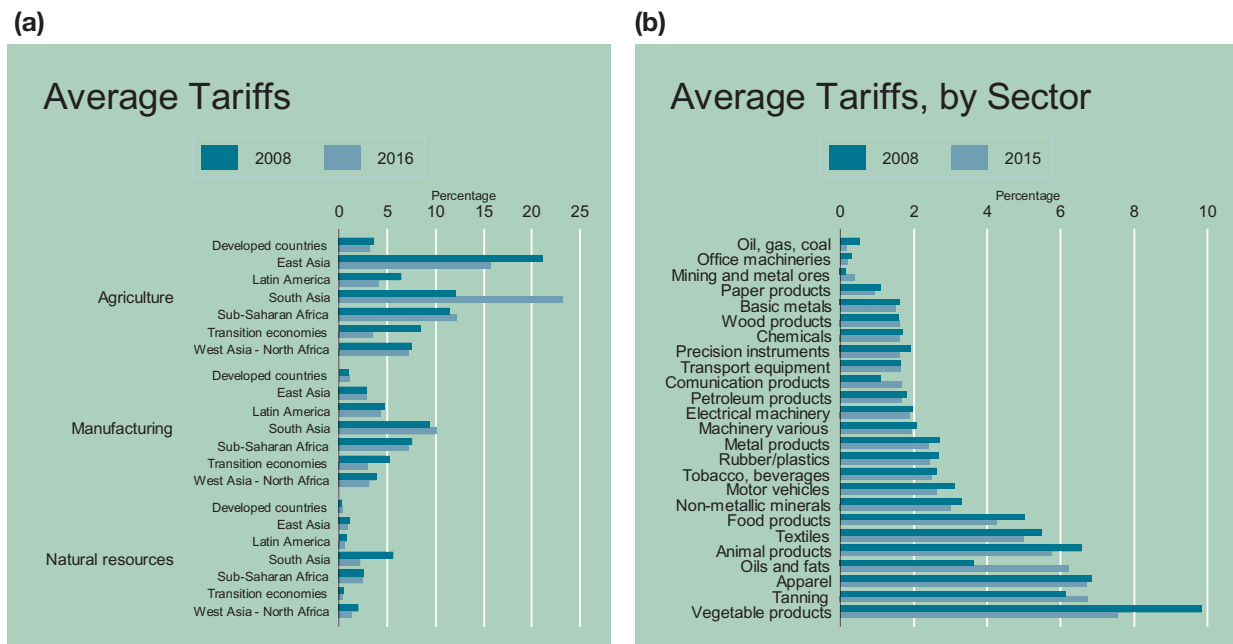 (a)
Average Tariffs
2008 2016
Percentage
0 5 10 15 20 25
Agriculture
Developed countries
East Asia
Latin America
South Asia
Sub-Saharan Africa
Transition economies
West Asia - North Africa
Manufacturing
Developed countries
East Asia
Latin America
South Asia
Sub-Saharan Africa
Transition economies
West Asia - North Africa
Natural resources
Developed countries
East Asia
Latin America
South Asia
Sub-Saharan Africa
Transition economies
West Asia - North Africa
(b)
Average Tariffs, by Sector
2008 2015
Percentage
0 2 4 6 8 10
Oil, gas, coal
Office machineries
Mining and metal ores
Paper products
Basic metals
Wood products
Chemicals
Precision instruments
Transport equipment
Comunication products
Petroleum products
Electrical machinery
Machinery various
Metal products
Rubber/plastics
Tobacco, beverages
Motor vehicles
Non-metallic minerals
Food products
Textiles
Animal products
Oils and fats
Apparel
Tanning
Vegetable products